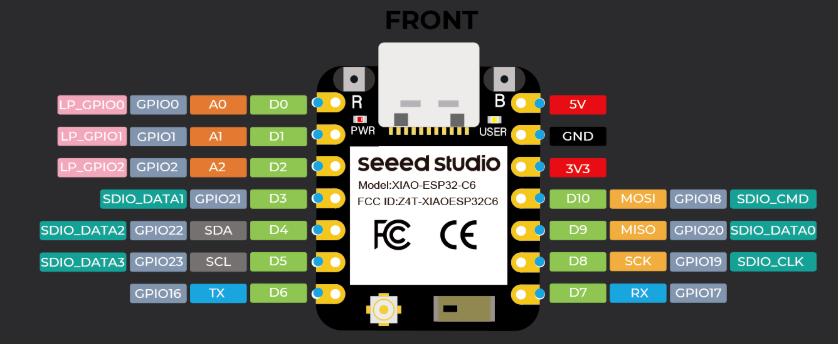 FRONT
R B
PWR USER
LP_GPIO0 GPIO0 A0 D0 5V
LP_GPIO1 GPIO1 A1 D1 GND
LP_GPIO2 GPIO2 A2 D2 3V3
SDIO_DATA1 GPIO21 D3 D10 MOSI GPIO18 SDIO_CMD
SDIO_DATA2 GPIO22 SDA D4 D9 MISO GPIO20 SDIO_DATA0
SDIO_DATA3 GPIO23 SCL D5 D8 SCK GPIO19 SDIO_CLK
GPIO16 TX D6 D7 RX GPIO17
seeed studio
Model:XIAO-ESP32-C6
FCC ID:Z4T-XIAOESP32C6
FC CE